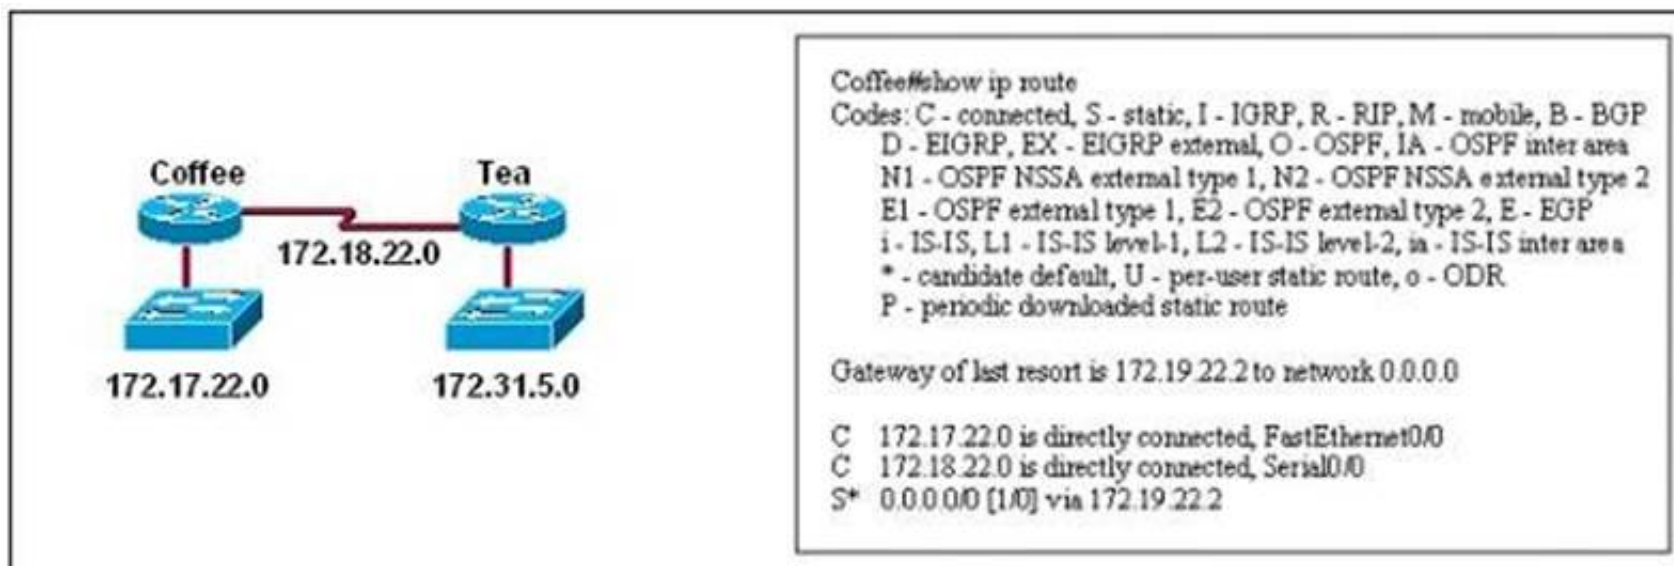 Coffee
Tea
172.18.22.0
172.17.22.0
172.31.5.0
Coffee#show ip route
Codes: C - connected, S - static, I - IGRP, R - RIP, M - mobile, B - BGP
D - EIGRP, EX - EIGRP external, O - OSPF, IA - OSPF inter area
N1 - OSPF NSSA external type 1, N2 - OSPF NSSA external type 2
E1 - OSPF external type 1, E2 - OSPF external type 2, E - EGP
i - IS-IS, L1 - IS-IS level-1, L2 - IS-IS level-2, ia - IS-IS inter area
* - candidate default, U - per-user static route, o - ODR
P - periodic downloaded static route
Gateway of last resort is 172.19.22.2 to network 0.0.0.0
C 172.17.22.0 is directly connected, FastEthernet0/0
C 172.18.22.0 is directly connected, Serial0/0
S* 0.0.0.0/0 [1/0] via 172.19.22.2